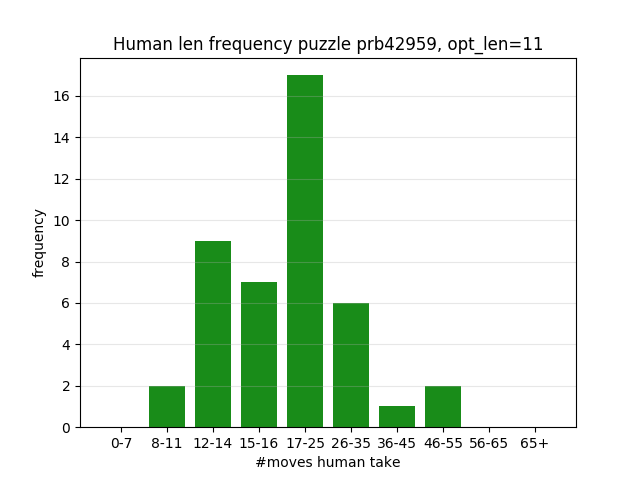 Human len frequency puzzle prb42959, opt_len=11
16
14
12
10
8
6
4
2
0
frequency
0-7 8-11 12-14 15-16 17-25 26-35 36-45 46-55 56-65 65+
#moves human take